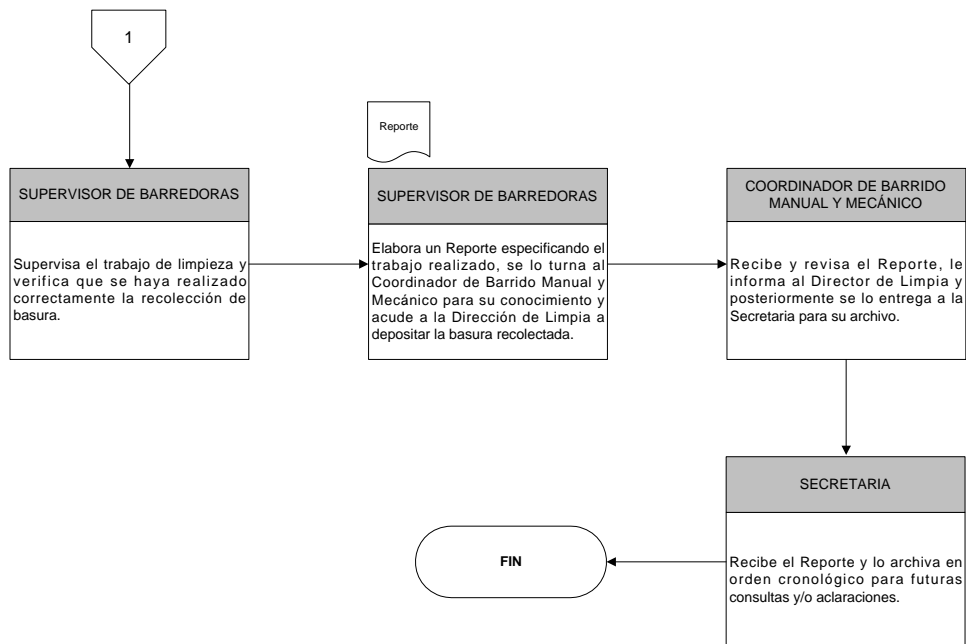 1
Reporte
SUPERVISOR DE BARREDORAS
Supervisa el trabajo de limpieza y
verifica que se haya realizado
correctamente la recolección de
basura.
SUPERVISOR DE BARREDORAS
Elabora un Reporte especificando el
trabajo realizado, se lo turna al
Coordinador de Barrido Manual y
Mecánico para su conocimiento y
acude a la Dirección de Limpia a
depositar la basura recolectada.
COORDINADOR DE BARRIDO
MANUAL Y MECÁNICO
Recibe y revisa el Reporte, le
informa al Director de Limpia y
posteriormente se lo entrega a la
Secretaria para su archivo.
SECRETARIA
Recibe el Reporte y lo archiva en
orden cronológico para futuras
consultas y/o aclaraciones.
FIN